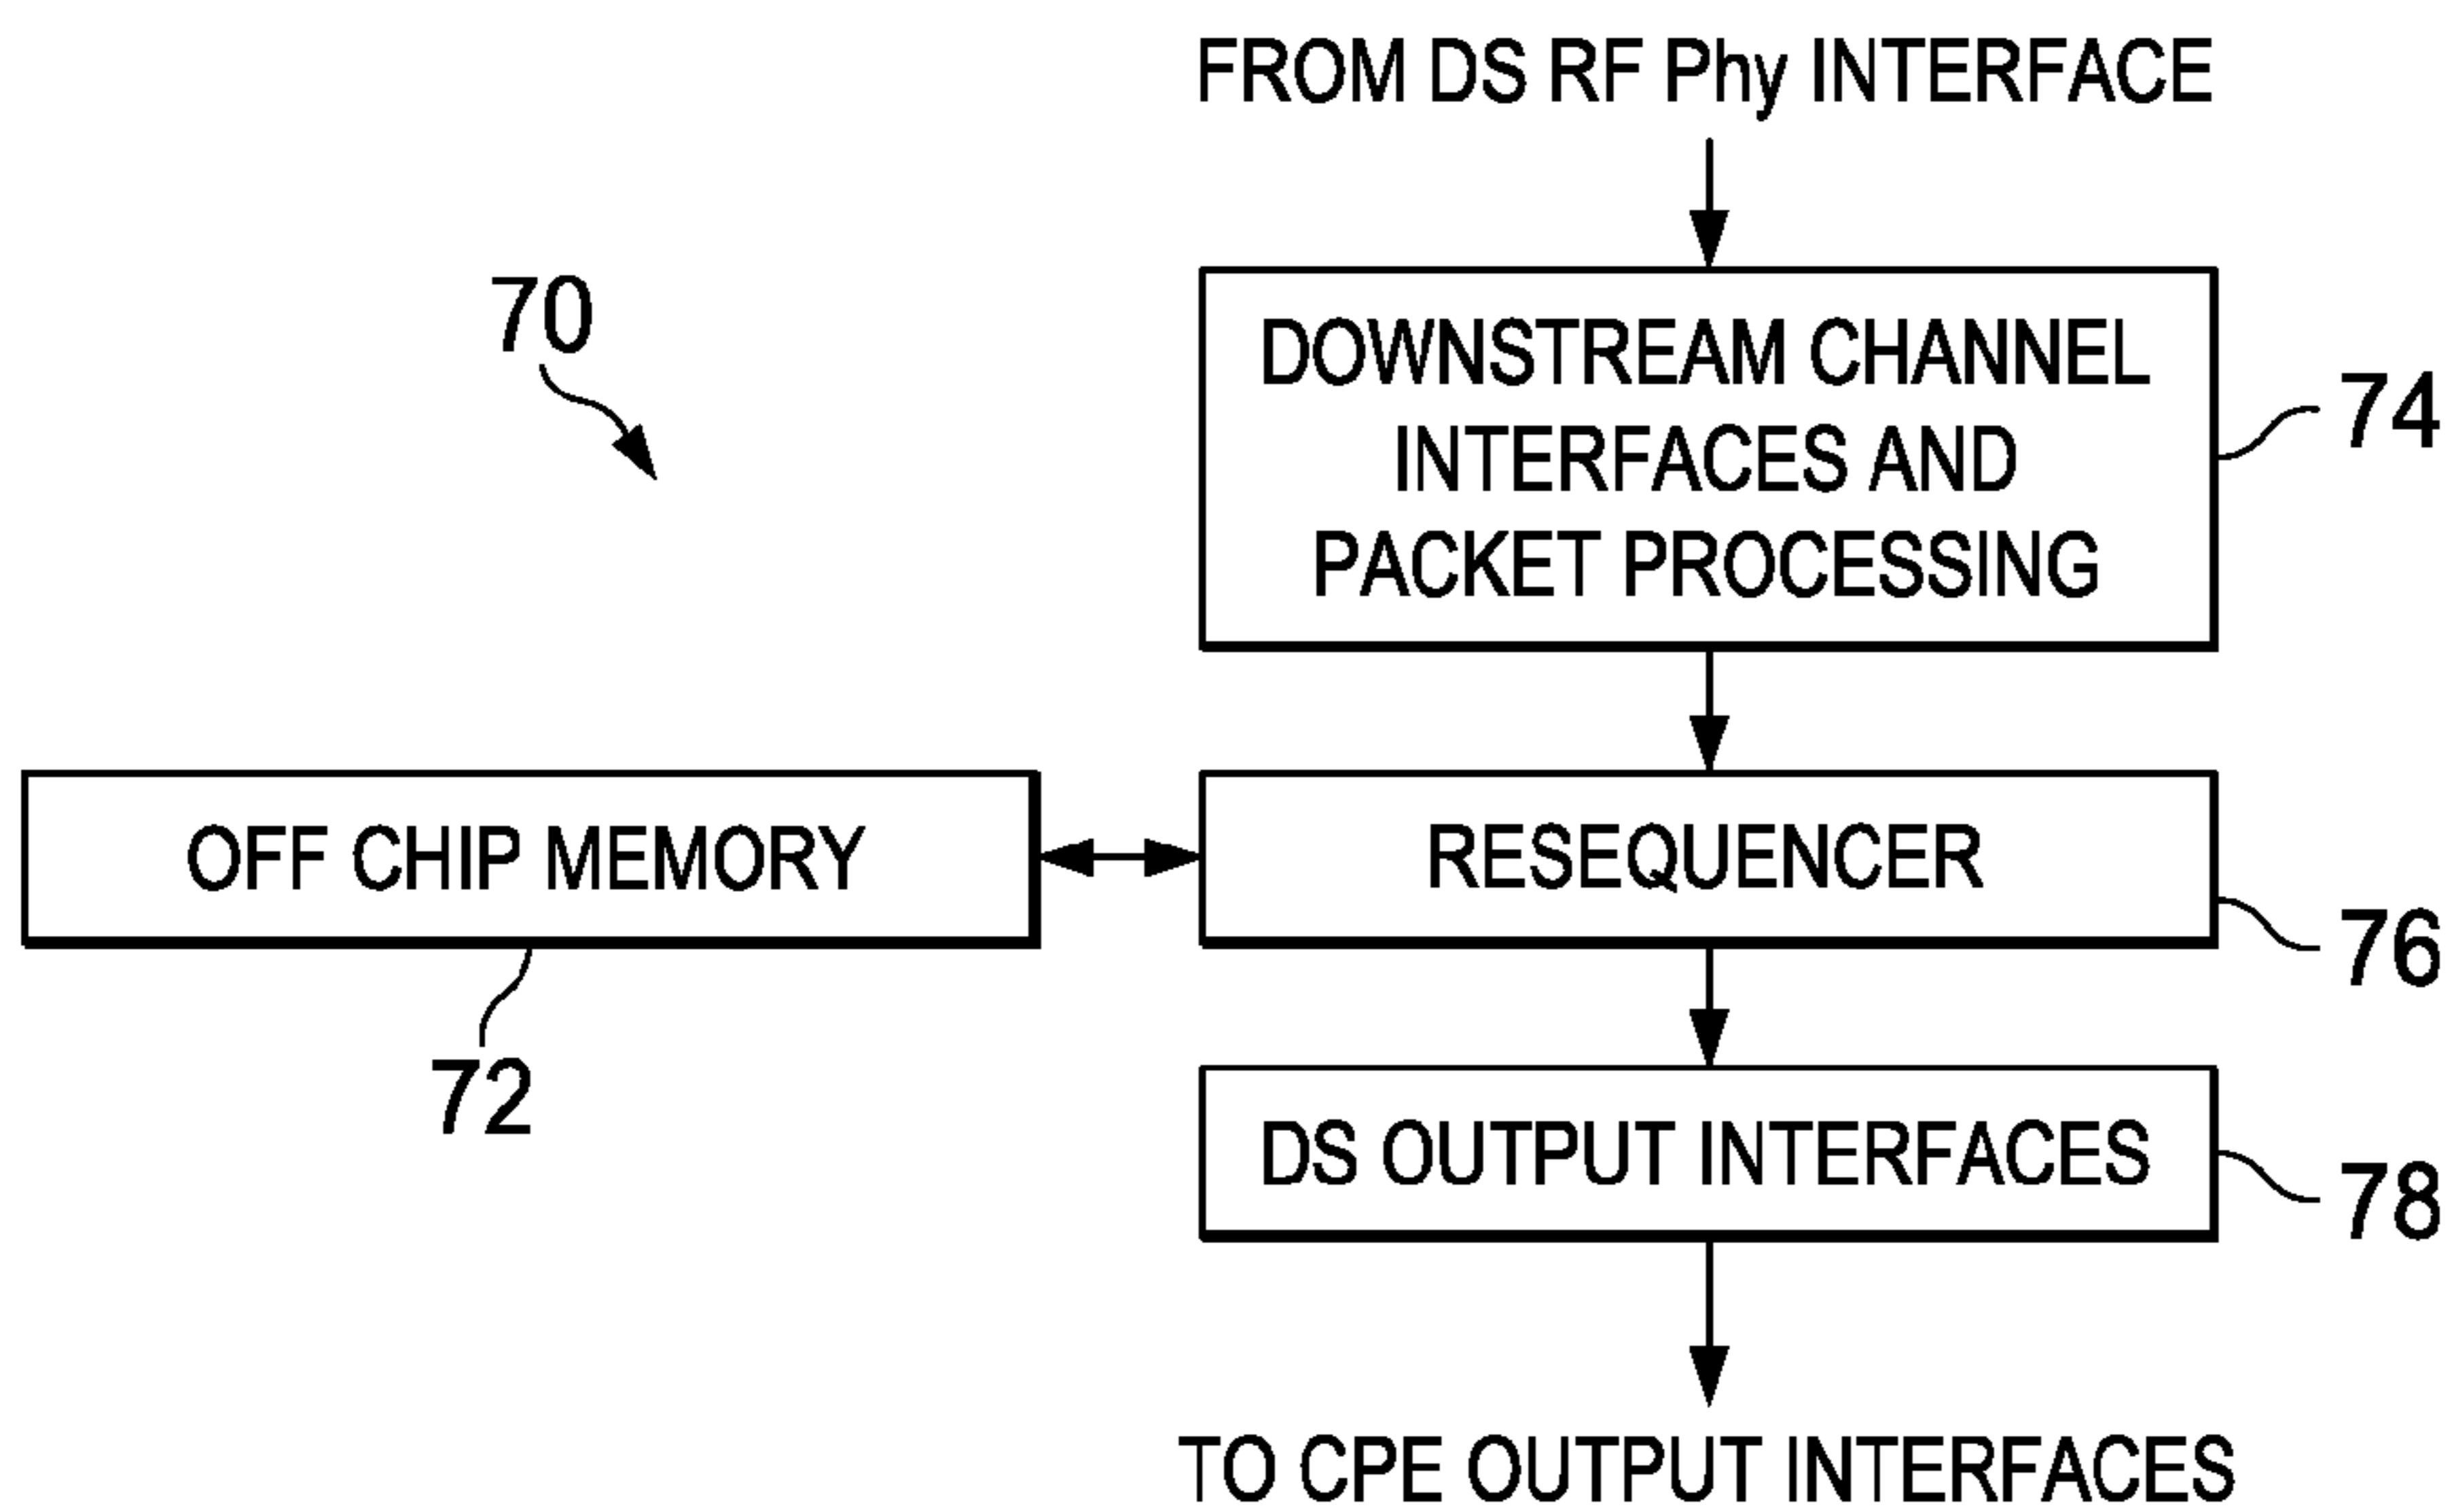 FROM DS RF Phy INTERFACE
70
DOWNSTREAM CHANNEL
INTERFACES AND
PACKET PROCESSING
74
OFF CHIP MEMORY
RESEQUENCER
76
72
DS OUTPUT INTERFACES
78
TO CPE OUTPUT INTERFACES